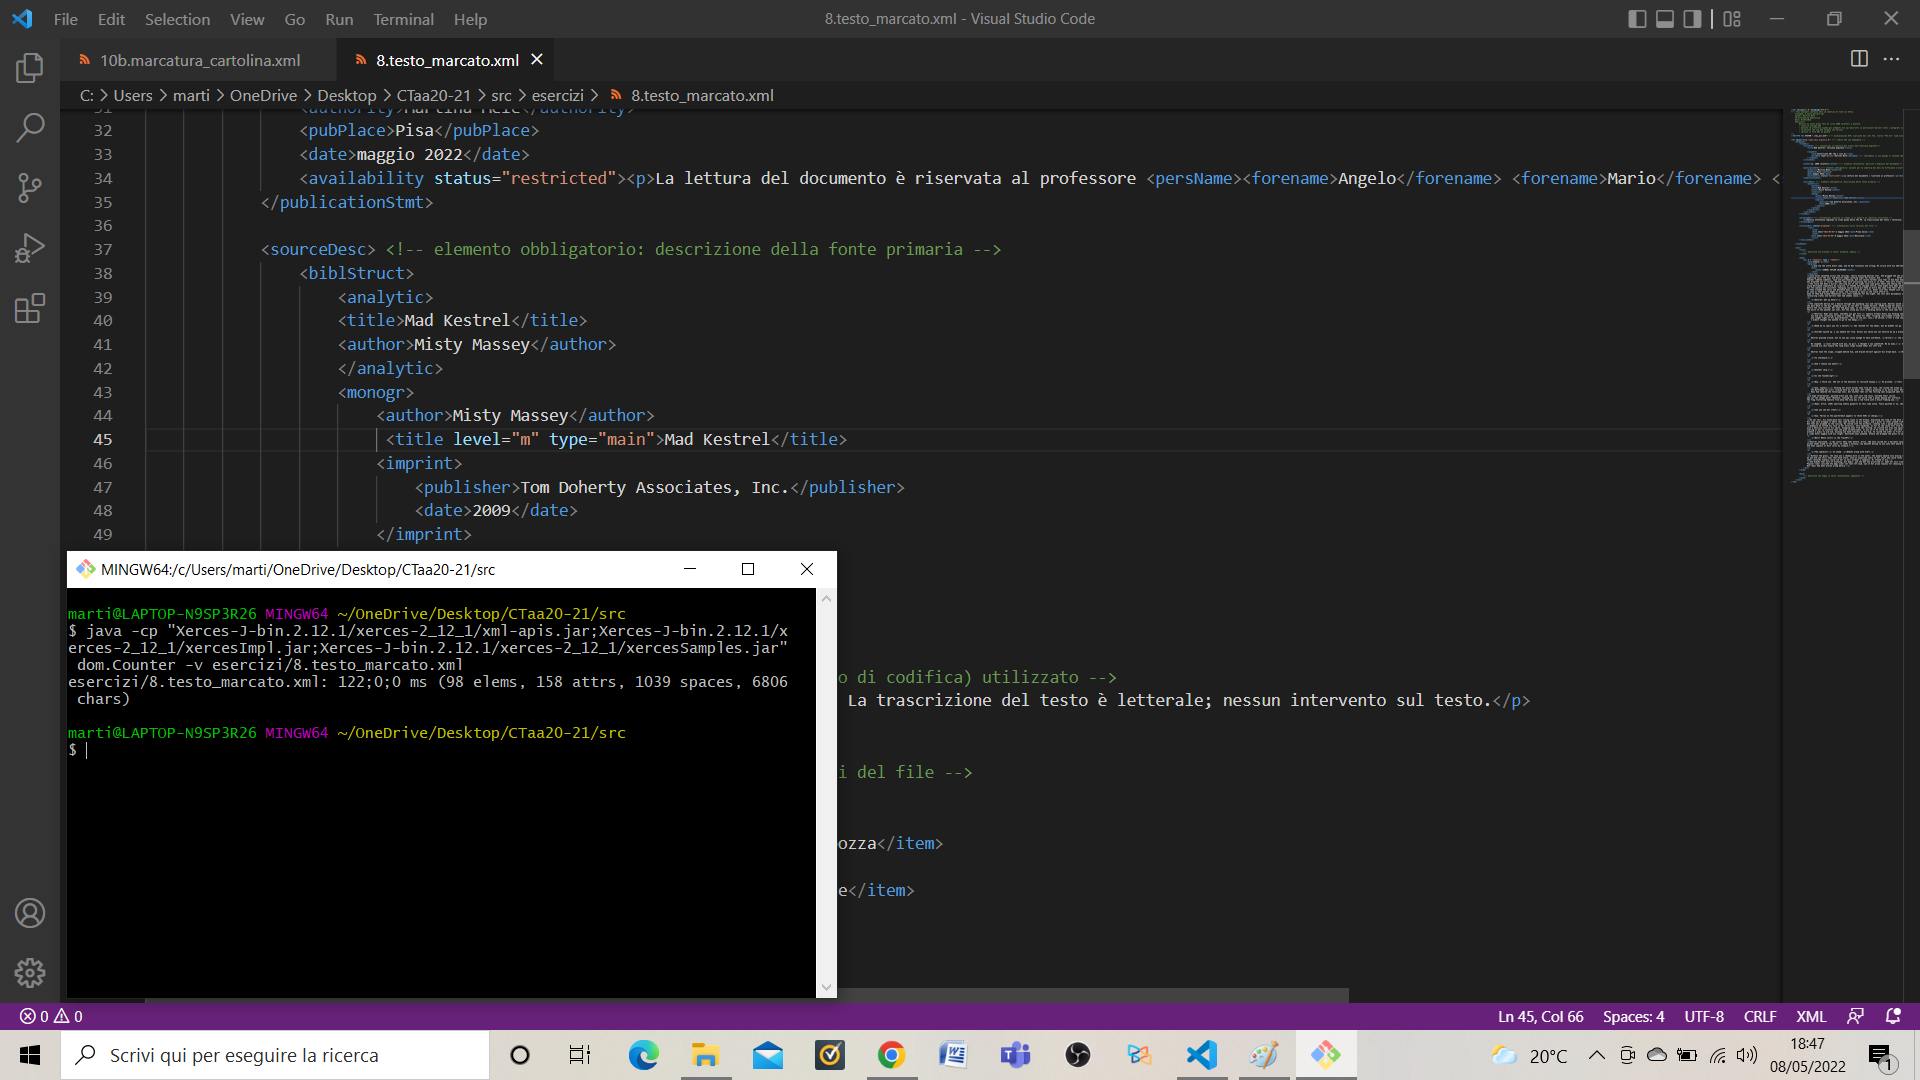 File Edit Selection View Go Run Terminal Help
8.testo_marcato.xml - Visual Studio Code
10b.marcatura_cartolina.xml
8.testo_marcato.xml
C: > Users > marti > OneDrive > Desktop > CTaa20-21 > src > esercizi > 8.testo_marcato.xml
32 <pubPlace>Pisa</pubPlace>
33 <date>maggio 2022</date>
34 <availability status="restricted"><p>La lettura del documento è riservata al professore <persName><forename>Angelo</forename> <forename>Mario</forename> <
35 </publicationStmt>
36
37 <sourceDesc> <!-- elemento obbligatorio: descrizione della fonte primaria -->
38 <biblStruct>
39 <analytic>
40 <title>Mad Kestrel</title>
41 <author>Misty Massey</author>
42 </analytic>
43 <monogr>
44 <author>Misty Massey</author>
45 <title level="m" type="main">Mad Kestrel</title>
46 <imprint>
47 <publisher>Tom Doherty Associates, Inc.</publisher>
48 <date>2009</date>
49 </imprint>
o di codifica) utilizzato -->
La trascrizione del testo è letterale; nessun intervento sul testo.</p>
i del file -->
ozza</item>
e</item>
MINGW64:/c/Users/marti/OneDrive/Desktop/CTaa20-21/src
marti@LAPTOP-N9SP3R26 MINGW64 ~/OneDrive/Desktop/CTaa20-21/src
$ java -cp "Xerces-J-bin.2.12.1/xerces-2_12_1/xml-apis.jar;Xerces-J-bin.2.12.1/x
erces-2_12_1/xercesImpl.jar;Xerces-J-bin.2.12.1/xerces-2_12_1/xercesSamples.jar"
dom.Counter -v esercizi/8.testo_marcato.xml
esercizi/8.testo_marcato.xml: 122;0;0 ms (98 elems, 158 attrs, 1039 spaces, 6806
chars)
marti@LAPTOP-N9SP3R26 MINGW64 ~/OneDrive/Desktop/CTaa20-21/src
$
0 0
Ln 45, Col 66 Spaces: 4 UTF-8 CRLF XML
Scrivi qui per eseguire la ricerca
20°C
18:47
08/05/2022
1